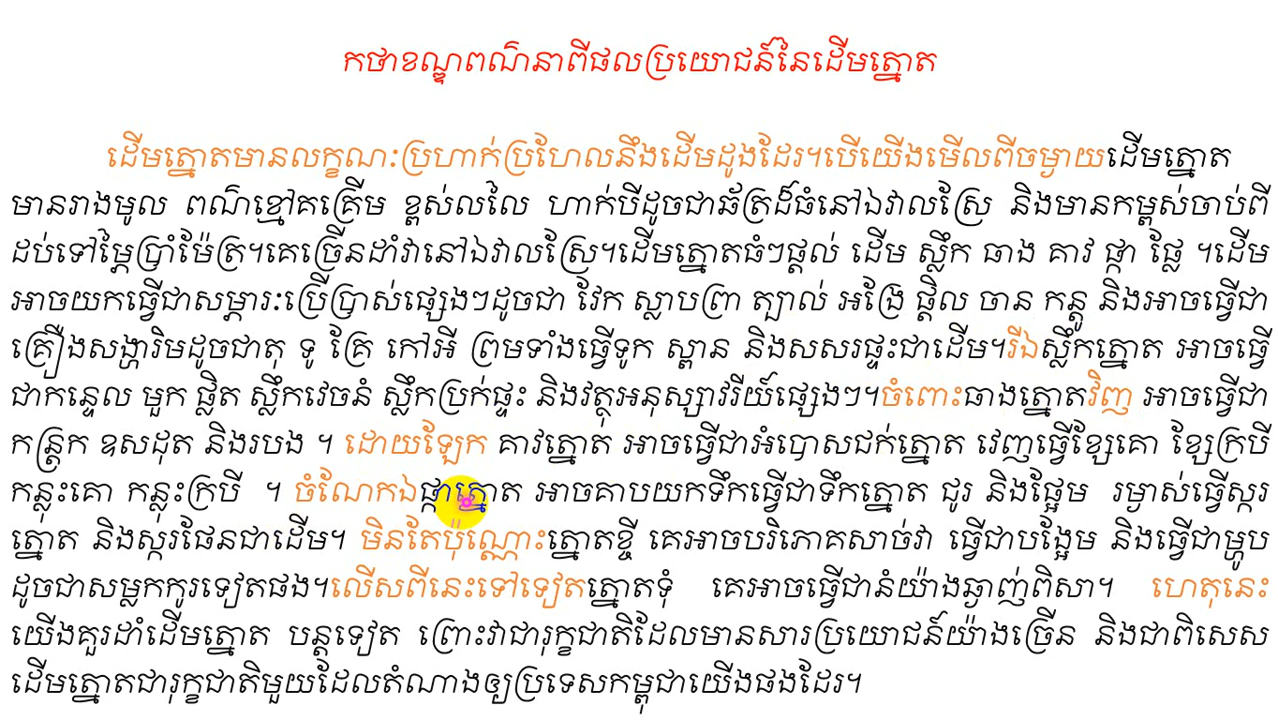 កថាខណ្ឌពណ៌នាពីផលប្រយោជន៍នៃដើមត្នោត
ដើមត្នោតមានលក្ខណៈប្រហាក់ប្រហែលនឹងដើមដូងដែរ។បើយើងមើលពីចម្ងាយដើមត្នោត
មានរាងមូល ពណ៌ខ្មៅគគ្រើម ខ្ពស់លលៃ ហាក់បីដូចជាឆ័ត្រដ៏ធំនៅឯវាលស្រែ និងមានកម្ពស់ចាប់ពី
ដប់ទៅម្ភៃប្រាំម៉ែត្រ។គេច្រើនដាំវានៅឯវាលស្រែ។ដើមត្នោតធំៗផ្តល់ ដើម ស្លឹក ធាង គាវ ផ្កា ផ្លែ ។ដើម
អាចយកធ្វើជាសម្ភារៈប្រើប្រាស់ផ្សេងៗដូចជា វែក ស្លាបព្រា ត្បាល់ អង្រែ ផ្តិល ចាន កន្តូ និងអាចធ្វើជា
គ្រឿងសង្ហារិមដូចជាតុ ទូ គ្រែ កៅអី ព្រមទាំងធ្វើទូក ស្ពាន និងសសរផ្ទះជាដើម។រីឯស្លឹកត្នោត អាចធ្វើ
ជាកន្ទេល មួក ផ្លិត ស្លឹកវេចនំ ស្លឹកប្រក់ផ្ទះ និងវត្ថុអនុស្សាវរីយ៍ផ្សេងៗ។ចំពោះធាងត្នោតវិញ អាចធ្វើជា
កន្ត្រក ឧសដុត និងរបង ។ ដោយឡែក គាវត្នោត អាចធ្វើជាអំបោសជក់ត្នោត វេញធ្វើខ្សែគោ ខ្សែក្របី
កន្លុះគោ កន្លុះក្របី ។ ចំណែកឯផ្កាត្នោត អាចគាបយកទឹកធ្វើជាទឹកត្នោត ជូរ និងផ្អែម រម្ងាស់ធ្វើស្ករ
ត្នោត និងស្ករផែនជាដើម។ មិនតែប៉ុណ្ណោះត្នោតខ្ចី គេអាចបរិភោគសាច់វា ធ្វើជាបង្អែម និងធ្វើជាម្ហូប
ដូចជាសម្លកកូរទៀតផង។លើសពីនេះទៅទៀតត្នោតទុំ គេអាចធ្វើជានំយ៉ាងឆ្ងាញ់ពិសា។ ហេតុនេះ
យើងគួរដាំដើមត្នោត បន្តទៀត ព្រោះវាជារុក្ខជាតិដែលមានសារប្រយោជន៍យ៉ាងច្រើន និងជាពិសេស
ដើមត្នោតជារុក្ខជាតិមួយដែលតំណាងឲ្យប្រទេសកម្ពុជាយើងផងដែរ។